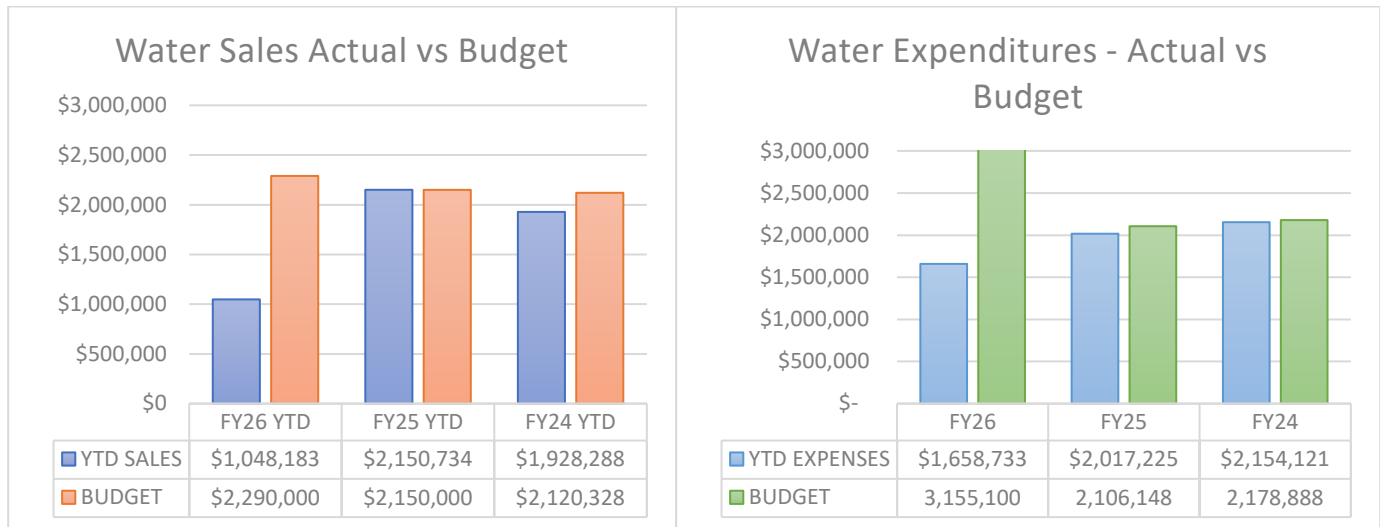 Water Sales Actual vs Budget
$3,000,000
$2,500,000
$2,000,000
$1,500,000
$1,000,000
$500,000
$0
FY26 YTD FY25 YTD FY24 YTD
YTD SALES $1,048,183 $2,150,734 $1,928,288
BUDGET $2,290,000 $2,150,000 $2,120,328
Water Expenditures - Actual vs
Budget
$3,000,000
$2,500,000
$2,000,000
$1,500,000
$1,000,000
$500,000
$-
FY26 FY25 FY24
YTD EXPENSES $1,658,733 $2,017,225 $2,154,121
BUDGET 3,155,100 2,106,148 2,178,888